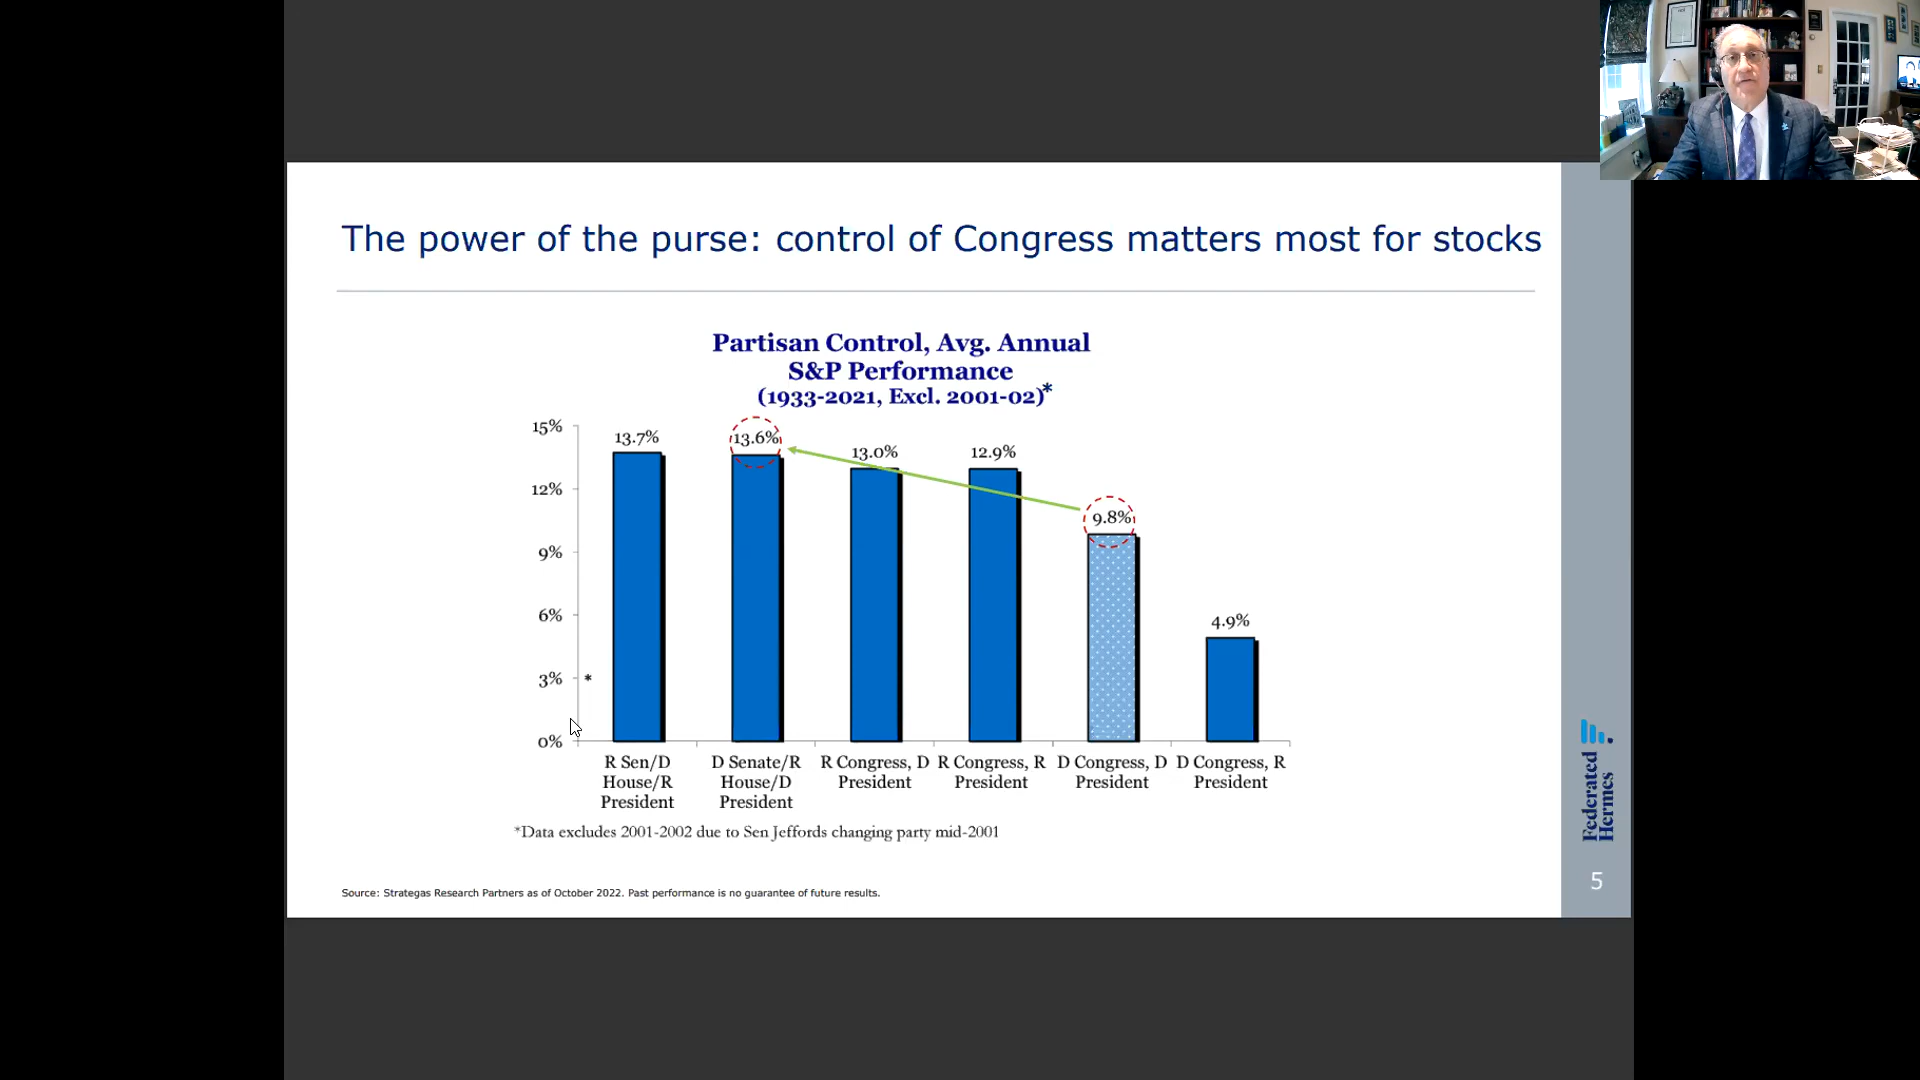 The power of the purse: control of Congress matters most for stocks
Partisan Control, Avg. Annual
S&P Performance
(1933-2021, Excl. 2001-02)*
15%
12%
9%
6%
3%
0%
*
13.7%
13.6%
13.0%
12.9%
9.8%
4.9%
R Sen/D
House/R
President
D Senate/R
House/D
President
R Congress, D
President
R Congress, R
President
D Congress, D
President
D Congress, R
President
*Data excludes 2001-2002 due to Sen Jeffords changing party mid-2001
Source: Strategas Research Partners as of October 2022. Past performance is no guarantee of future results.
Federated
Hermes
5